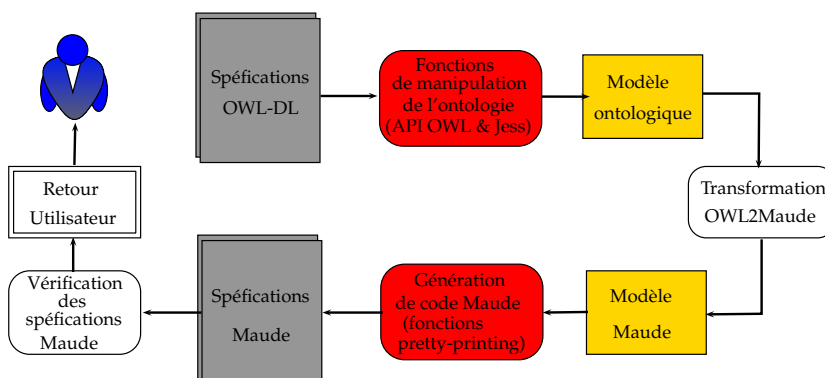 Spéfications
OWL-DL
Fonctions
de manipulation
de l'ontologie
(API OWL & Jess)
Modèle
ontologique
Transformation
OWL2Maude
Modèle
Maude
Génération
de code Maude
(fonctions
pretty-printing)
Spéfications
Maude
Vérification
des
spéfications
Maude
Retour
Utilisateur